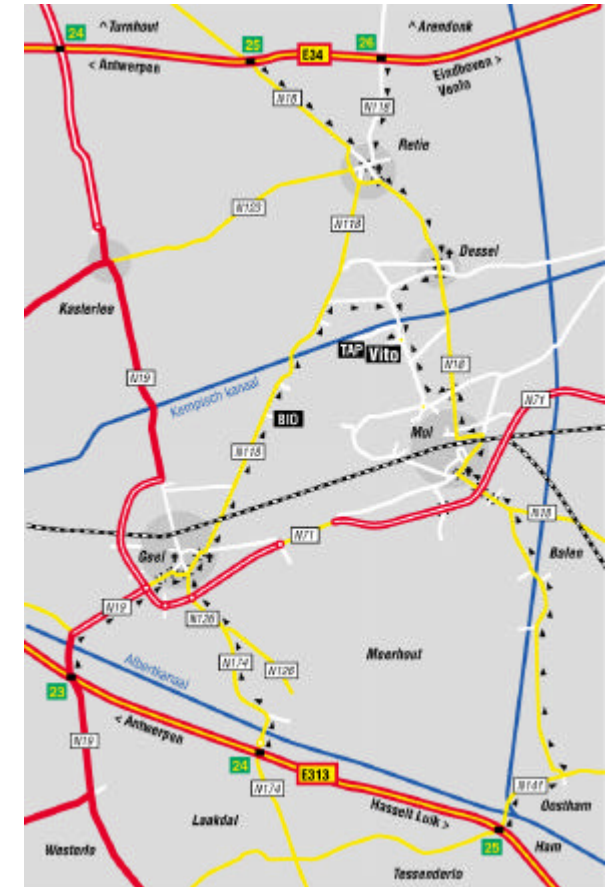 ^ Turnhout
^ Arendonk
24
25
E34
26
< Antwerpen
Eindhoven >
Venlo
N18
N118
Retie
N123
N118
Dessel
Kasterlee
TAP
Vito
N19
N18
Kempisch kanaal
N71
BIO
Mol
N118
N71
N18
Geel
Balen
N19
N126
Meerhout
N174
N126
Albertkanaal
23
< Antwerpen
N19
24
E313
N141
N174
Oostham
Hasselt Luik >
Laakdal
Westerlo
25
Ham
Tessenderlo